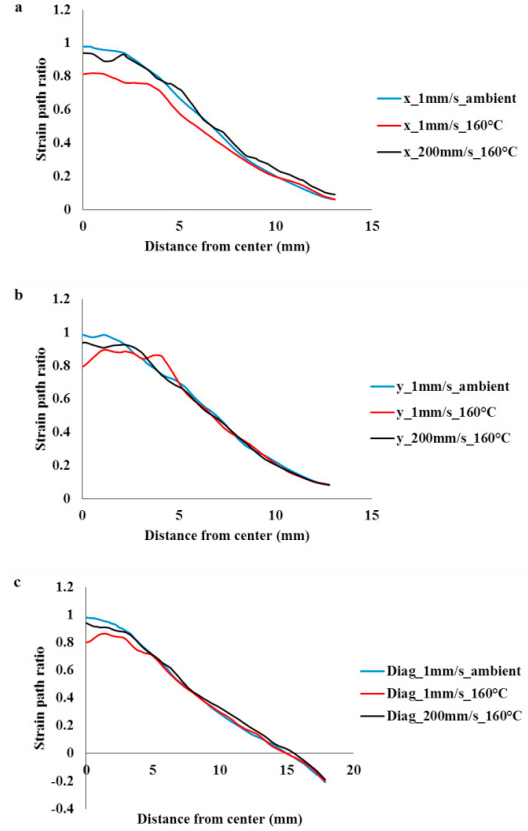 a
1.2
1
0.8
0.6
0.4
0.2
0
0
5
10
15
Strain path ratio
Distance from center (mm)
x_1mm/s_ambient
x_1mm/s_160°C
x_200mm/s_160°C
b
1.2
1
0.8
0.6
0.4
0.2
0
0
5
10
15
Strain path ratio
Distance from center (mm)
y_1mm/s_ambient
y_1mm/s_160°C
y_200mm/s_160°C
c
1.2
1
0.8
0.6
0.4
0.2
0
-0.2
-0.4
0
5
10
15
20
Strain path ratio
Distance from center (mm)
Diag_1mm/s_ambient
Diag_1mm/s_160°C
Diag_200mm/s_160°C